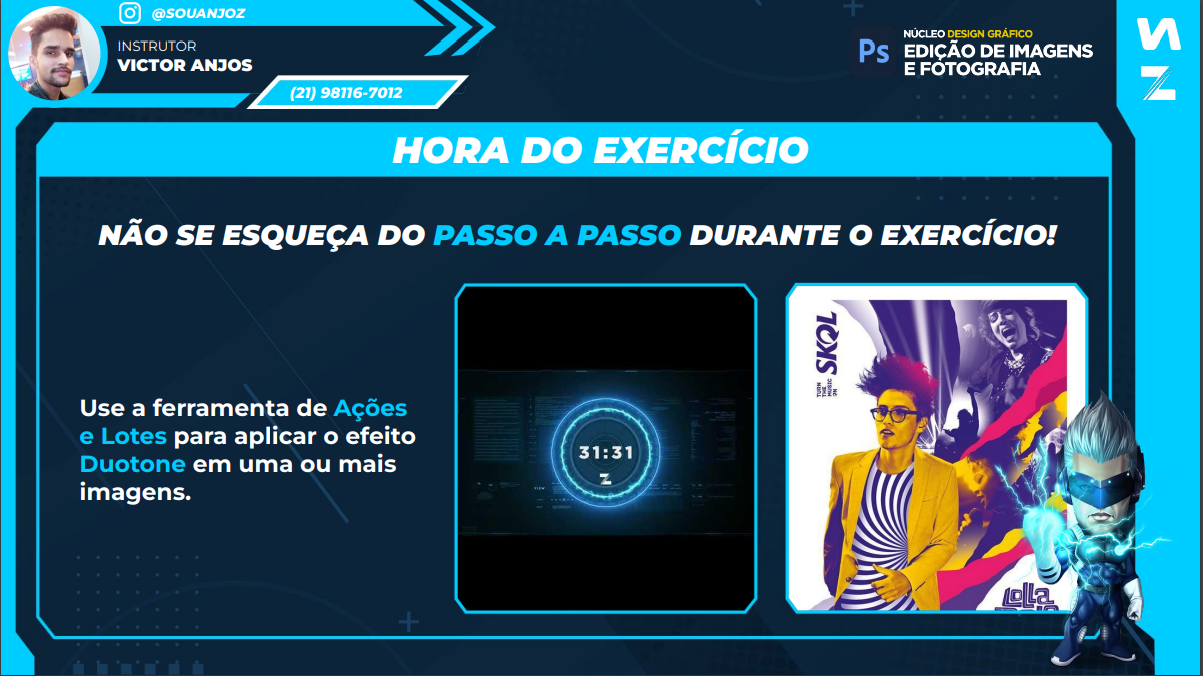 @SOUANJOZ
INSTRUTOR
VICTOR ANJOS
(21) 98116-7012
Ps
NÚCLEO DESIGN GRÁFICO
EDIÇÃO DE IMAGENS
E FOTOGRAFIA
HORA DO EXERCÍCIO
NÃO SE ESQUEÇA DO PASSO A PASSO DURANTE O EXERCÍCIO!
Use a ferramenta de Ações
e Lotes para aplicar o efeito
Duotone em uma ou mais
imagens.
31:31
SKOL
TURN
THE
MUSIC
ON
Lolla